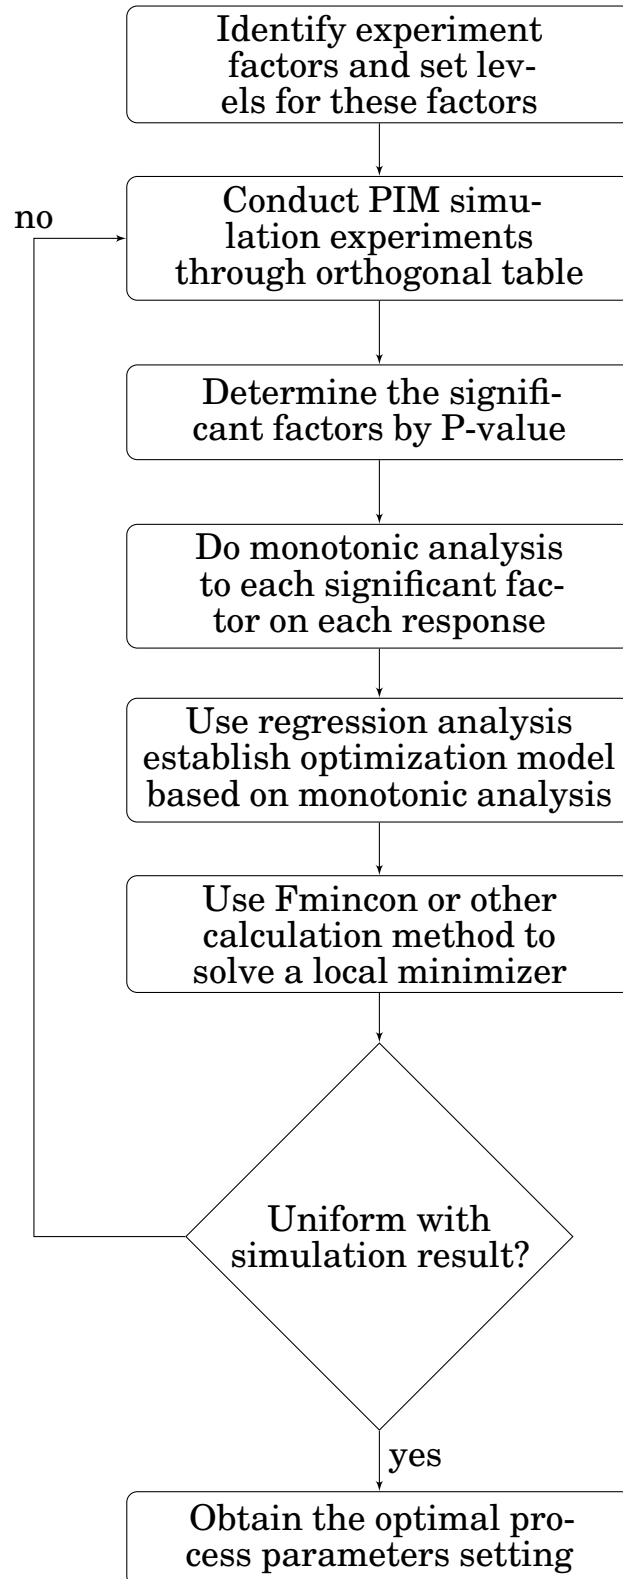 Identify experiment
factors and set lev-
els for these factors
no
Conduct PIM simu-
lation experiments
through orthogonal table
Determine the signifi-
cant factors by P-value
Do monotonic analysis
to each significant fac-
tor on each response
Use regression analysis
establish optimization model
based on monotonic analysis
Use Fmincon or other
calculation method to
solve a local minimizer
Uniform with
simulation result?
yes
Obtain the optimal pro-
cess parameters setting